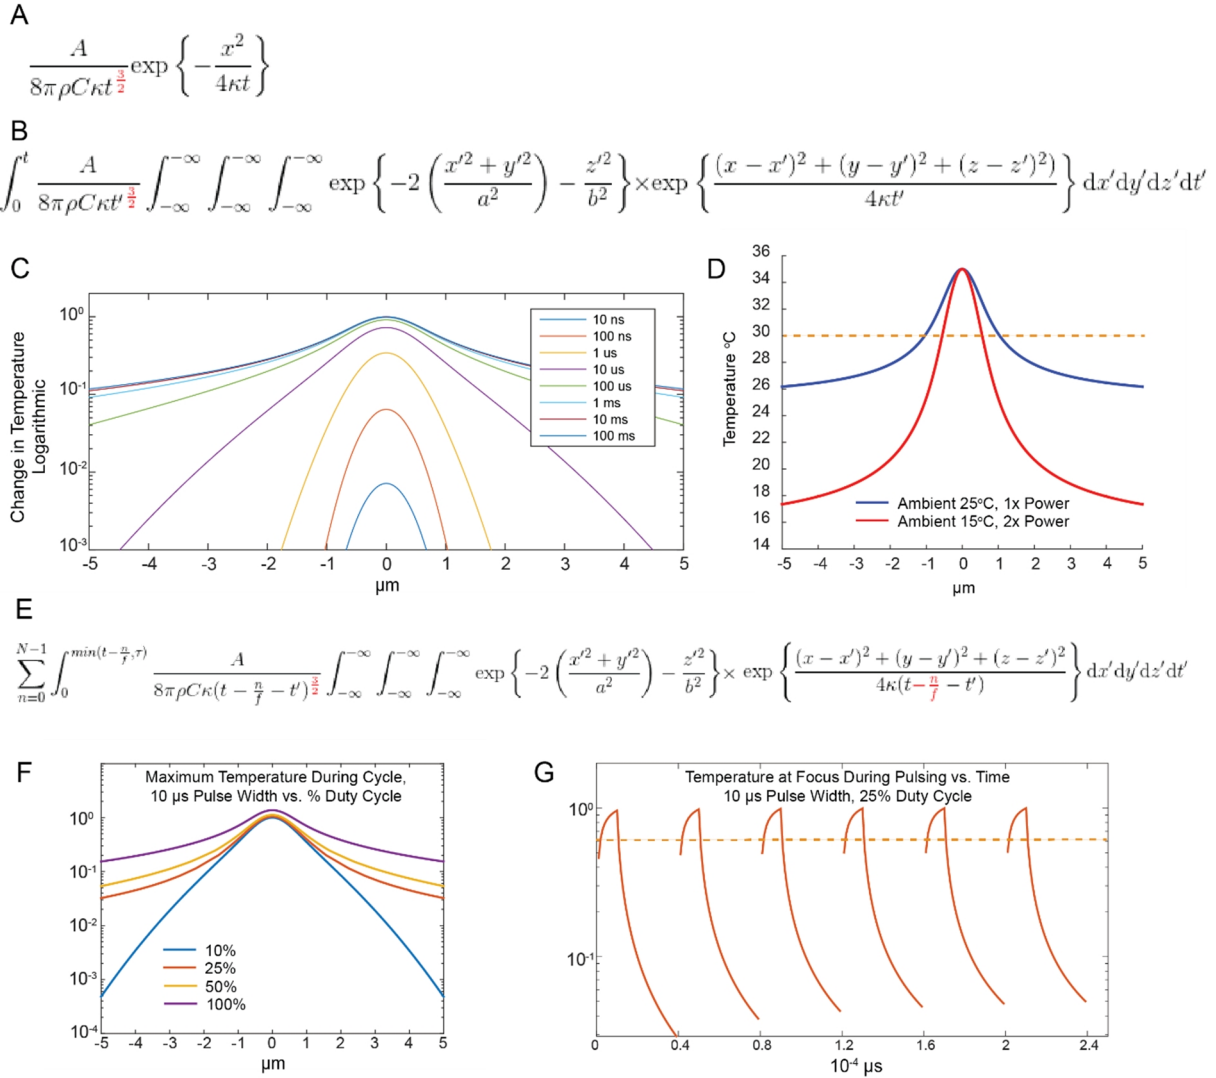 A
A / 8πρCκt^{3/2} exp { − x² / 4κt }
B
∫_0^t A / 8πρCκt′^{3/2} ∫_{−∞}^{−∞} ∫_{−∞}^{−∞} ∫_{−∞}^{−∞} exp { −2 ( x′² + y′² / a² ) − z′² / b² } × exp { (x − x′)² + (y − y′)² + (z − z′)²) / 4κt′ } dx′dy′dz′dt′
C
Change in Temperature
Logarithmic
10⁰
10⁻¹
10⁻²
10⁻³
-5 -4 -3 -2 -1 0 1 2 3 4 5
µm
10 ns
100 ns
1 us
10 us
100 us
1 ms
10 ms
100 ms
D
Temperature °C
36
34
32
30
28
26
24
22
20
18
16
14
Ambient 25°C, 1x Power
Ambient 15°C, 2x Power
-5 -4 -3 -2 -1 0 1 2 3 4 5
µm
E
∑_{n=0}^{N−1} ∫_0^{min(t−n/f,τ)} A / 8πρCκ(t − n/f − t′)^{3/2} ∫_{−∞}^{−∞} ∫_{−∞}^{−∞} ∫_{−∞}^{−∞} exp { −2 ( x′² + y′² / a² ) − z′² / b² } × exp { (x − x′)² + (y − y′)² + (z − z′)² / 4κ(t − n/f − t′) } dx′dy′dz′dt′
F
Maximum Temperature During Cycle,
10 µs Pulse Width vs. % Duty Cycle
10⁰
10⁻¹
10⁻²
10⁻³
10⁻⁴
10%
25%
50%
100%
-5 -4 -3 -2 -1 0 1 2 3 4 5
µm
G
Temperature at Focus During Pulsing vs. Time
10 µs Pulse Width, 25% Duty Cycle
10⁰
10⁻¹
0 0.4 0.8 1.2 1.6 2 2.4
10⁻⁴ µs